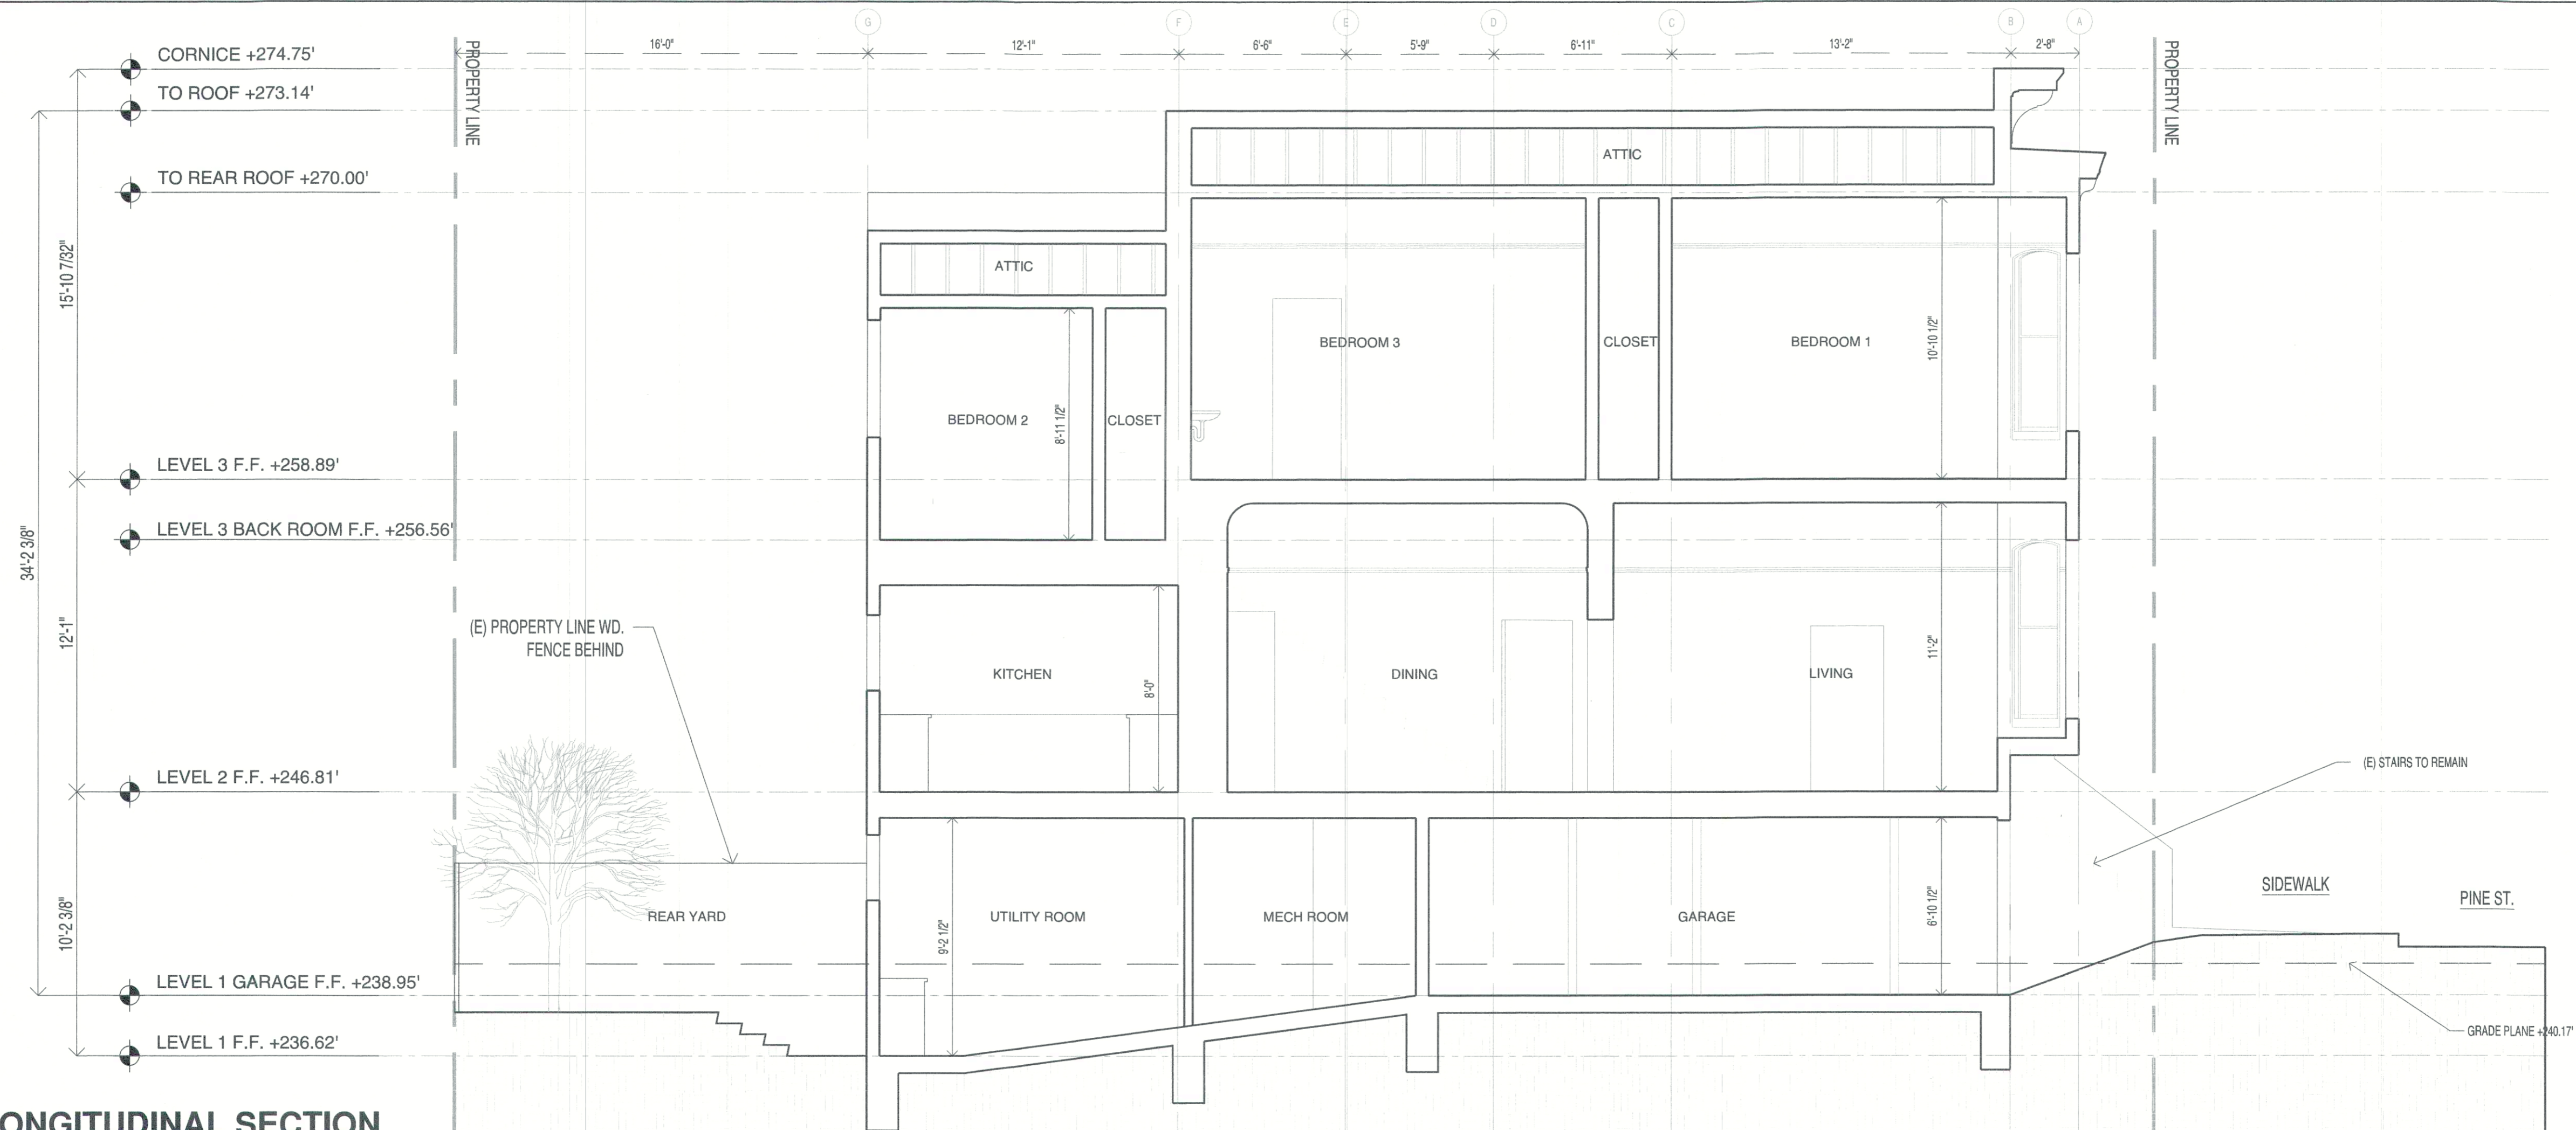 G
F
E
D
C
B
A
16'-0"
12'-1"
6'-6"
5'-9"
6'-11"
13'-2"
2'-8"
PROPERTY LINE
PROPERTY LINE
CORNICE +274.75'
TO ROOF +273.14'
TO REAR ROOF +270.00'
LEVEL 3 F.F. +258.89'
LEVEL 3 BACK ROOM F.F. +256.56'
LEVEL 2 F.F. +246.81'
LEVEL 1 GARAGE F.F. +238.95'
LEVEL 1 F.F. +236.62'
15'-10 7/32"
34'-2 3/8"
12'-1"
10'-2 3/8"
ATTIC
ATTIC
BEDROOM 3
CLOSET
BEDROOM 1
10'-10 1/2"
BEDROOM 2
8'-11 1/2"
CLOSET
(E) PROPERTY LINE WD.
FENCE BEHIND
KITCHEN
8'-0"
DINING
LIVING
11'-2"
(E) STAIRS TO REMAIN
REAR YARD
UTILITY ROOM
9'-2 1/2"
MECH ROOM
GARAGE
6'-10 1/2"
SIDEWALK
PINE ST.
GRADE PLANE +240.17'
ONGITUDINAL SECTION